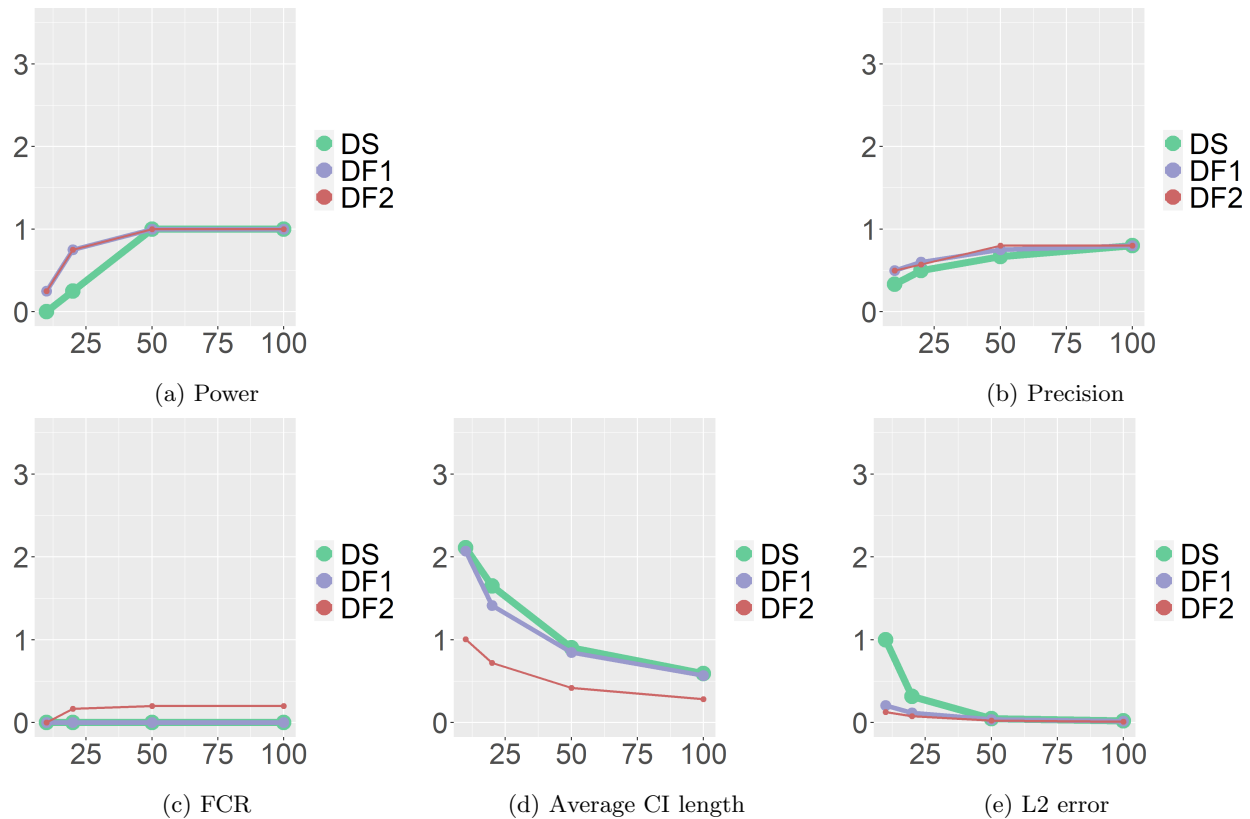 3
2
1
0
25 50 75 100
DS
DF1
DF2
(a) Power
3
2
1
0
25 50 75 100
DS
DF1
DF2
(b) Precision
3
2
1
0
25 50 75 100
DS
DF1
DF2
(c) FCR
3
2
1
0
25 50 75 100
DS
DF1
DF2
(d) Average CI length
3
2
1
0
25 50 75 100
DS
DF1
DF2
(e) L2 error